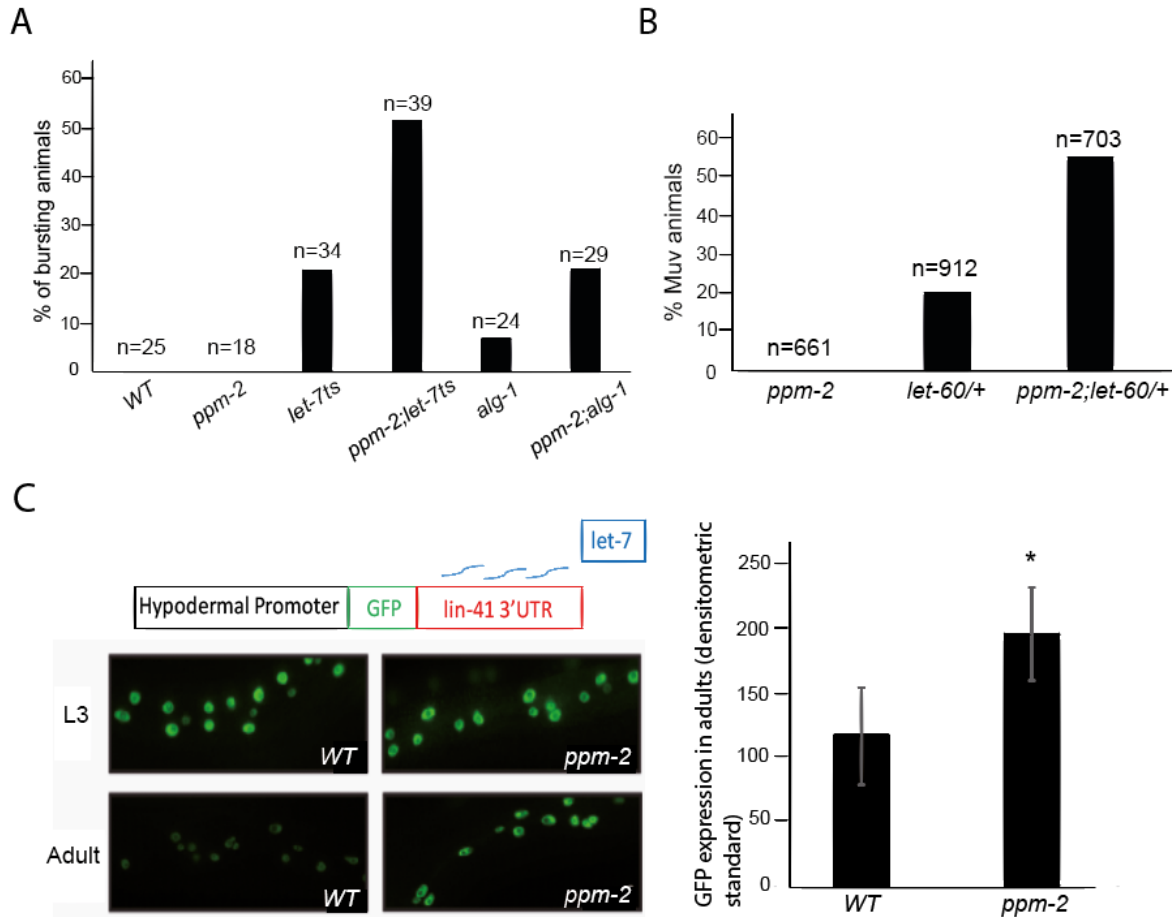 A
% of bursting animals
60
50
40
30
20
10
0
n=25
n=18
n=34
n=39
n=24
n=29
WT
ppm-2
let-7ts
ppm-2;let-7ts
alg-1
ppm-2;alg-1
B
% Muv animals
60
50
40
30
20
10
0
n=661
n=912
n=703
ppm-2
let-60/+
ppm-2;let-60/+
C
let-7
Hypodermal Promoter
GFP
lin-41 3'UTR
L3
WT
ppm-2
Adult
WT
ppm-2
GFP expression in adults (densitometric
standard)
250
200
150
100
50
0
*
WT
ppm-2